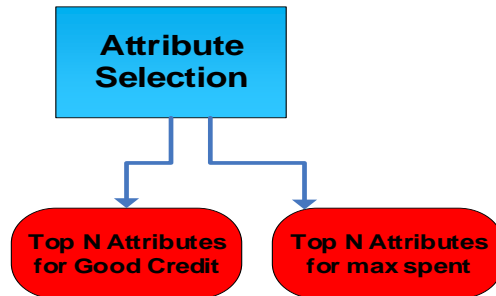 Attribute
Selection
Top N Attributes
for Good Credit
Top N Attributes
for max spent